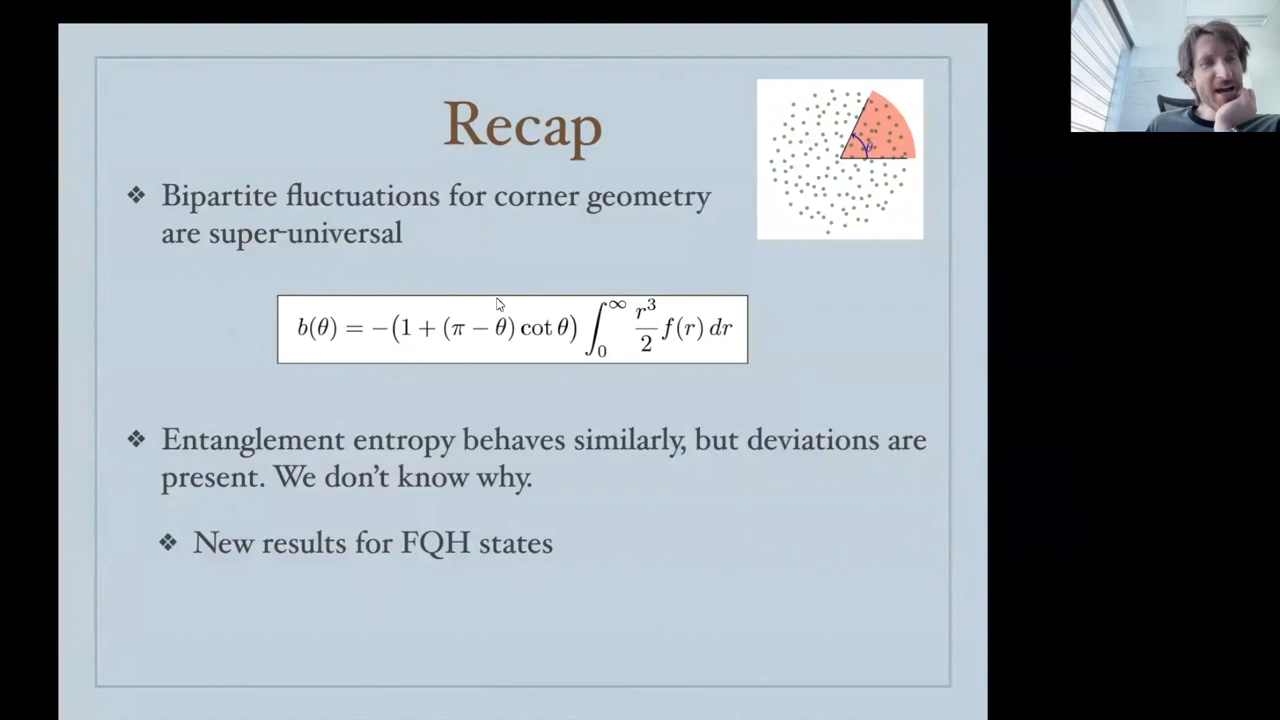 Recap
❖ Bipartite fluctuations for corner geometry
are super-universal
θ
b(θ) = −(1 + (π − θ) cot θ) ∫₀^∞ r³/2 f(r) dr
❖ Entanglement entropy behaves similarly, but deviations are
present. We don’t know why.
❖ New results for FQH states